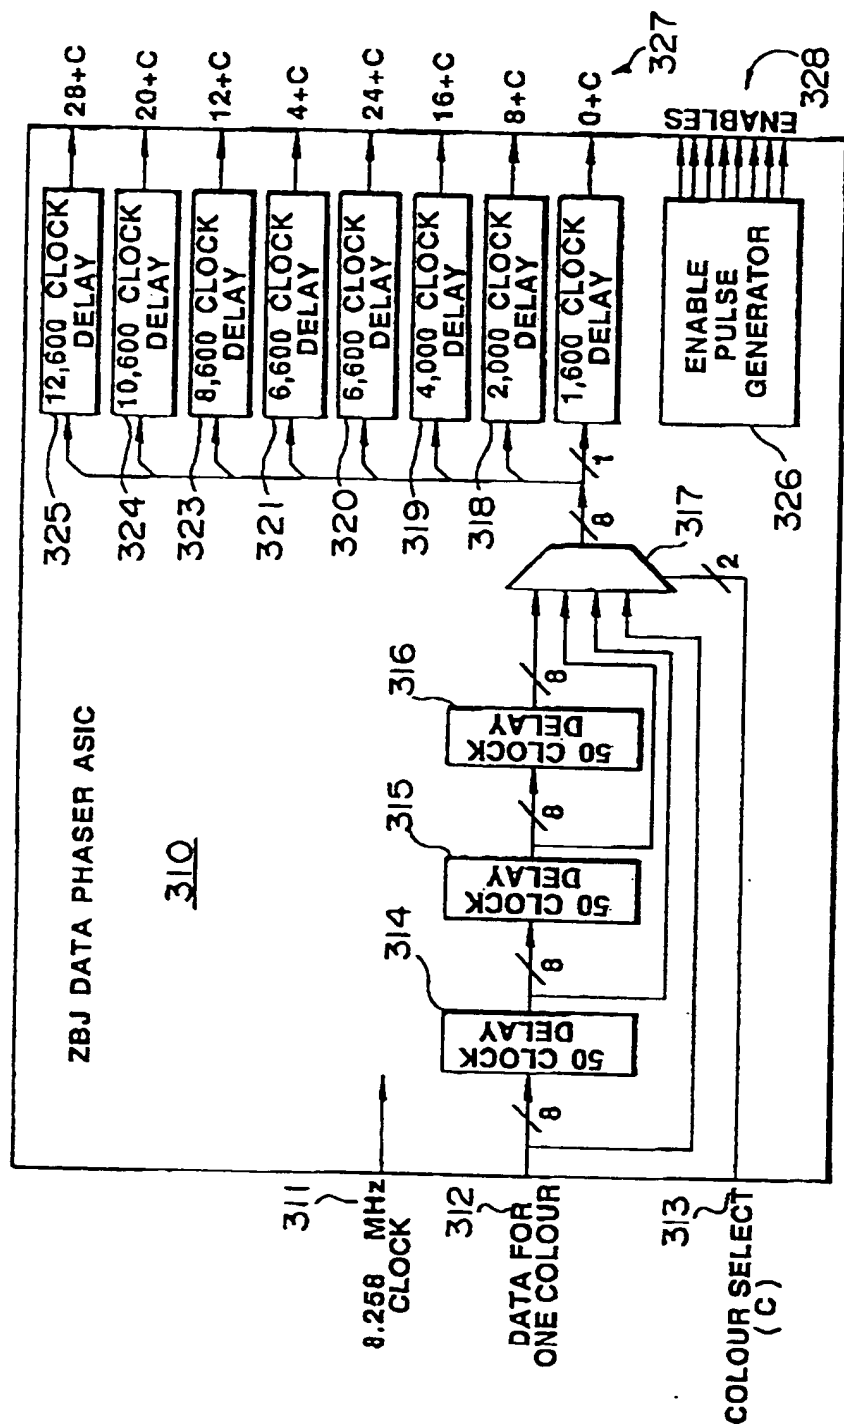 ZBJ DATA PHASER ASIC
310
311
8.258 MHz
CLOCK
312
DATA FOR
ONE COLOUR
313
COLOUR SELECT
(C)
8
314
50 CLOCK
DELAY
8
315
50 CLOCK
DELAY
8
316
50 CLOCK
DELAY
8
317
2
8
1
325
12,600 CLOCK
DELAY
28+C
324
10,600 CLOCK
DELAY
20+C
323
8,600 CLOCK
DELAY
12+C
321
6,600 CLOCK
DELAY
4+C
320
6,600 CLOCK
DELAY
24+C
319
4,000 CLOCK
DELAY
16+C
318
2,000 CLOCK
DELAY
8+C
1,600 CLOCK
DELAY
0+C
327
326
ENABLE
PULSE
GENERATOR
ENABLES
328